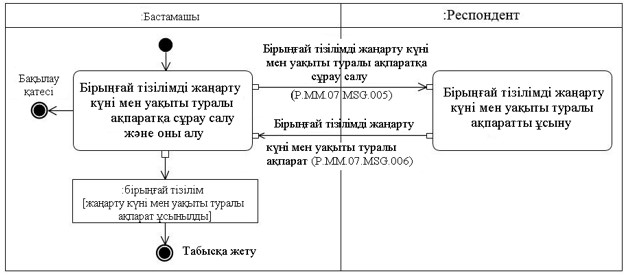 :Бастамашы
:Респондент
Бақылау
қатесі
Бірыңғай тізілімді жаңарту
күні мен уақыты туралы
ақпаратқа сұрау салу
және оны алу
Бірыңғай тізілімді жаңарту күні
мен уақыты туралы ақпаратқа
сұрау салу
(P.MM.07.MSG.005)
Бірыңғай тізілімді жаңарту
күні мен уақыты туралы
ақпарат (P.MM.07.MSG.006)
Бірыңғай тізілімді жаңарту
күні мен уақыты туралы
ақпаратты ұсыну
:бірыңғай тізілім
[жаңарту күні мен уақыты туралы
ақпарат ұсынылды]
Табысқа жету